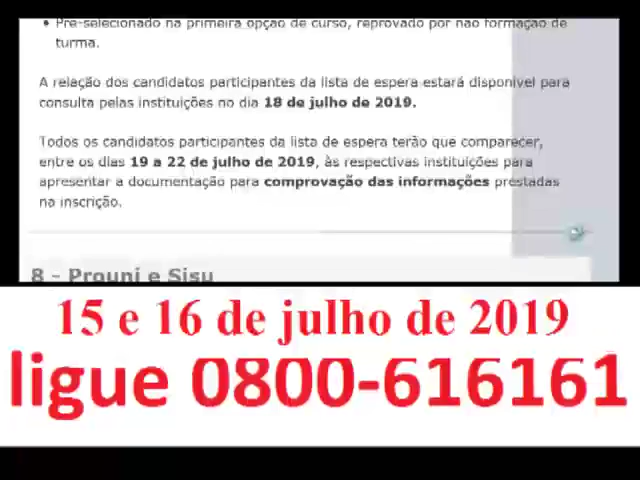 • Pré-selecionado na primeira opção de curso, reprovado por não formação de
turma.
A relação dos candidatos participantes da lista de espera estará disponível para
consulta pelas instituições no dia 18 de julho de 2019.
Todos os candidatos participantes da lista de espera terão que comparecer,
entre os dias 19 a 22 de julho de 2019, às respectivas instituições para
apresentar a documentação para comprovação das informações prestadas
na inscrição.
8 - Prouni e Sisu
15 e 16 de julho de 2019
ligue 0800-616161